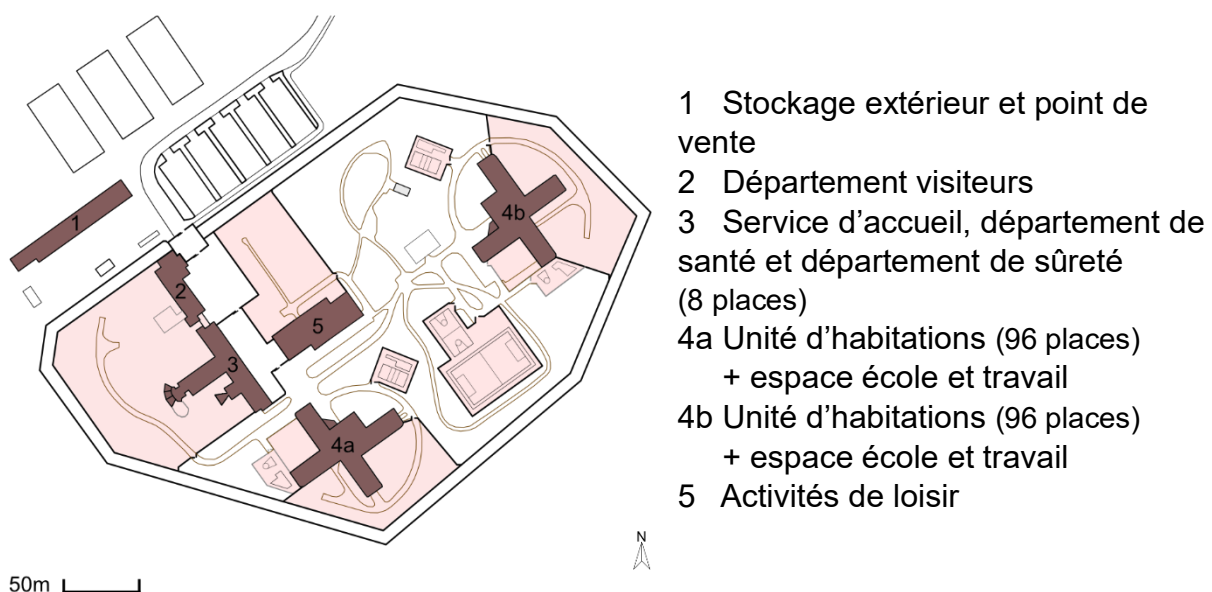 1 Stockage extérieur et point de
vente
2 Département visiteurs
3 Service d’accueil, département de
santé et département de sûreté
(8 places)
4a Unité d’habitations (96 places)
+ espace école et travail
4b Unité d’habitations (96 places)
+ espace école et travail
5 Activités de loisir
1
2
3
4a
4b
5
N
50m